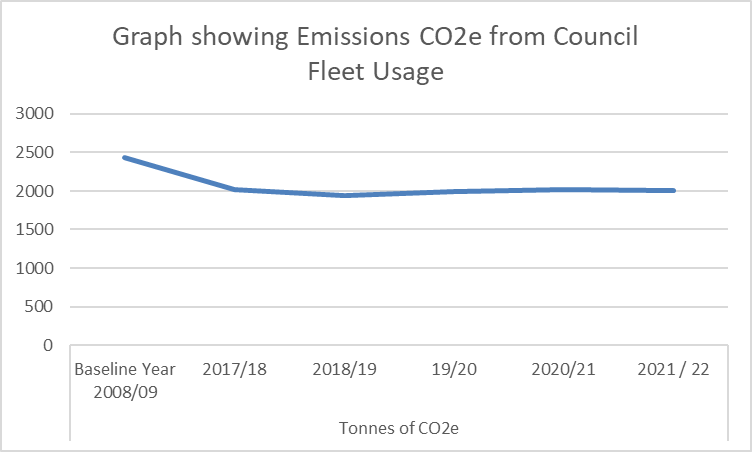 Graph showing Emissions CO2e from Council
Fleet Usage
3000
2500
2000
1500
1000
500
0
Baseline Year
2008/09
2017/18
2018/19
19/20
2020/21
2021 / 22
Tonnes of CO2e